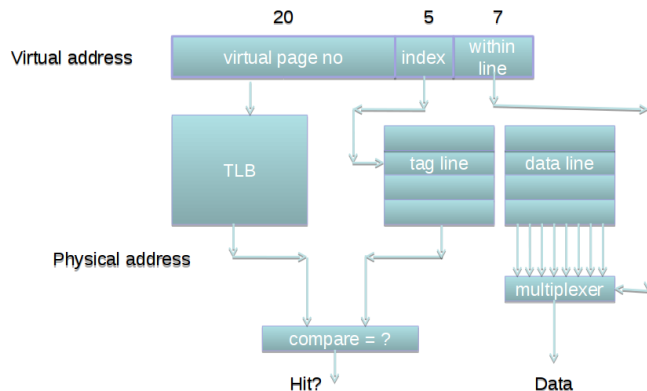 20 5 7
Virtual address virtual page no index within line
TLB tag line data line
Physical address
multiplexer
compare = ?
Hit? Data